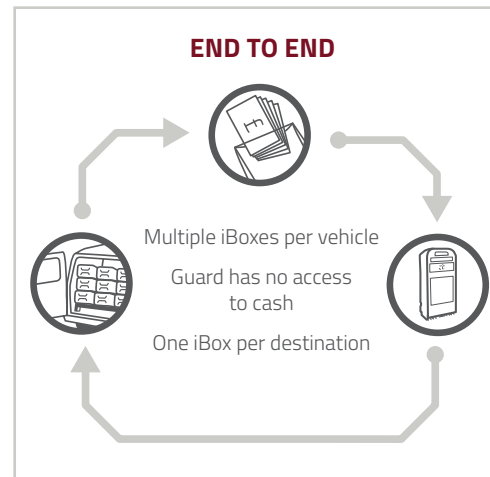 END TO END
£
Multiple iBoxes per vehicle
Guard has no access
to cash
One iBox per destination